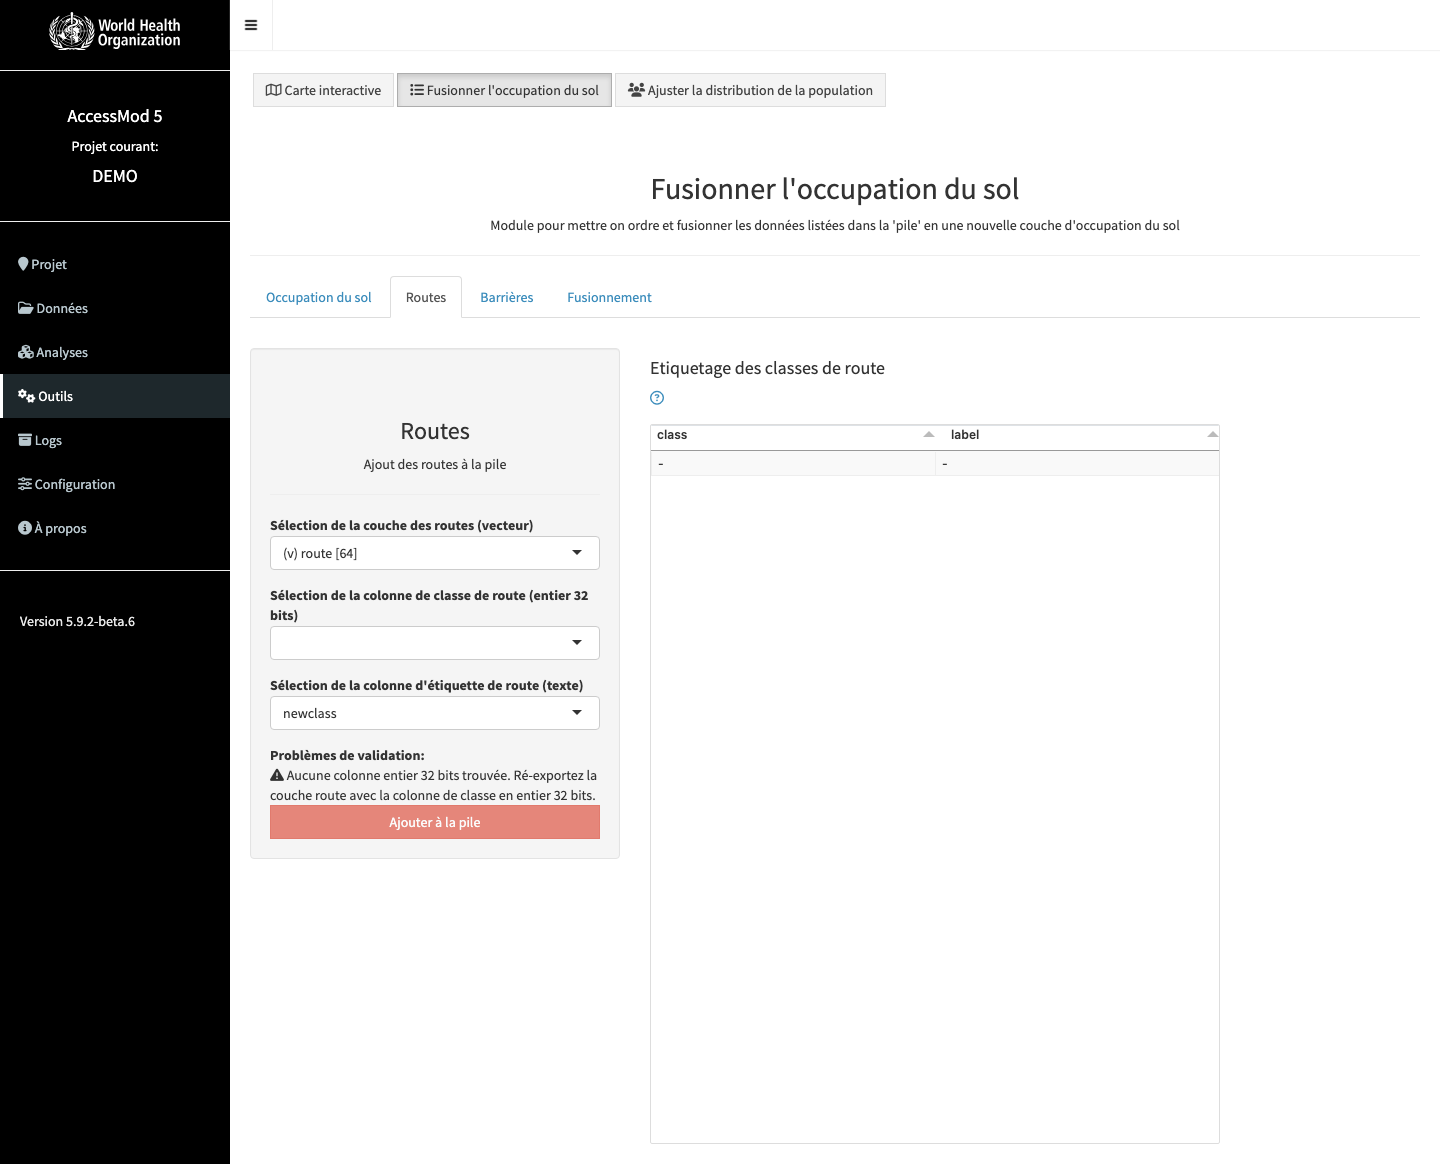 World Health
Organization
AccessMod 5
Projet courant:
DEMO
Projet
Données
Analyses
Outils
Logs
Configuration
À propos
Version 5.9.2-beta.6
Carte interactive
Fusionner l'occupation du sol
Ajuster la distribution de la population
Fusionner l'occupation du sol
Module pour mettre on ordre et fusionner les données listées dans la 'pile' en une nouvelle couche d'occupation du sol
Occupation du sol
Routes
Barrières
Fusionnement
Routes
Ajout des routes à la pile
Sélection de la couche des routes (vecteur)
(v) route [64]
Sélection de la colonne de classe de route (entier 32
bits)
Sélection de la colonne d'étiquette de route (texte)
newclass
Problèmes de validation:
Aucune colonne entier 32 bits trouvée. Ré-exportez la
couche route avec la colonne de classe en entier 32 bits.
Ajouter à la pile
Etiquetage des classes de route
class label
- -